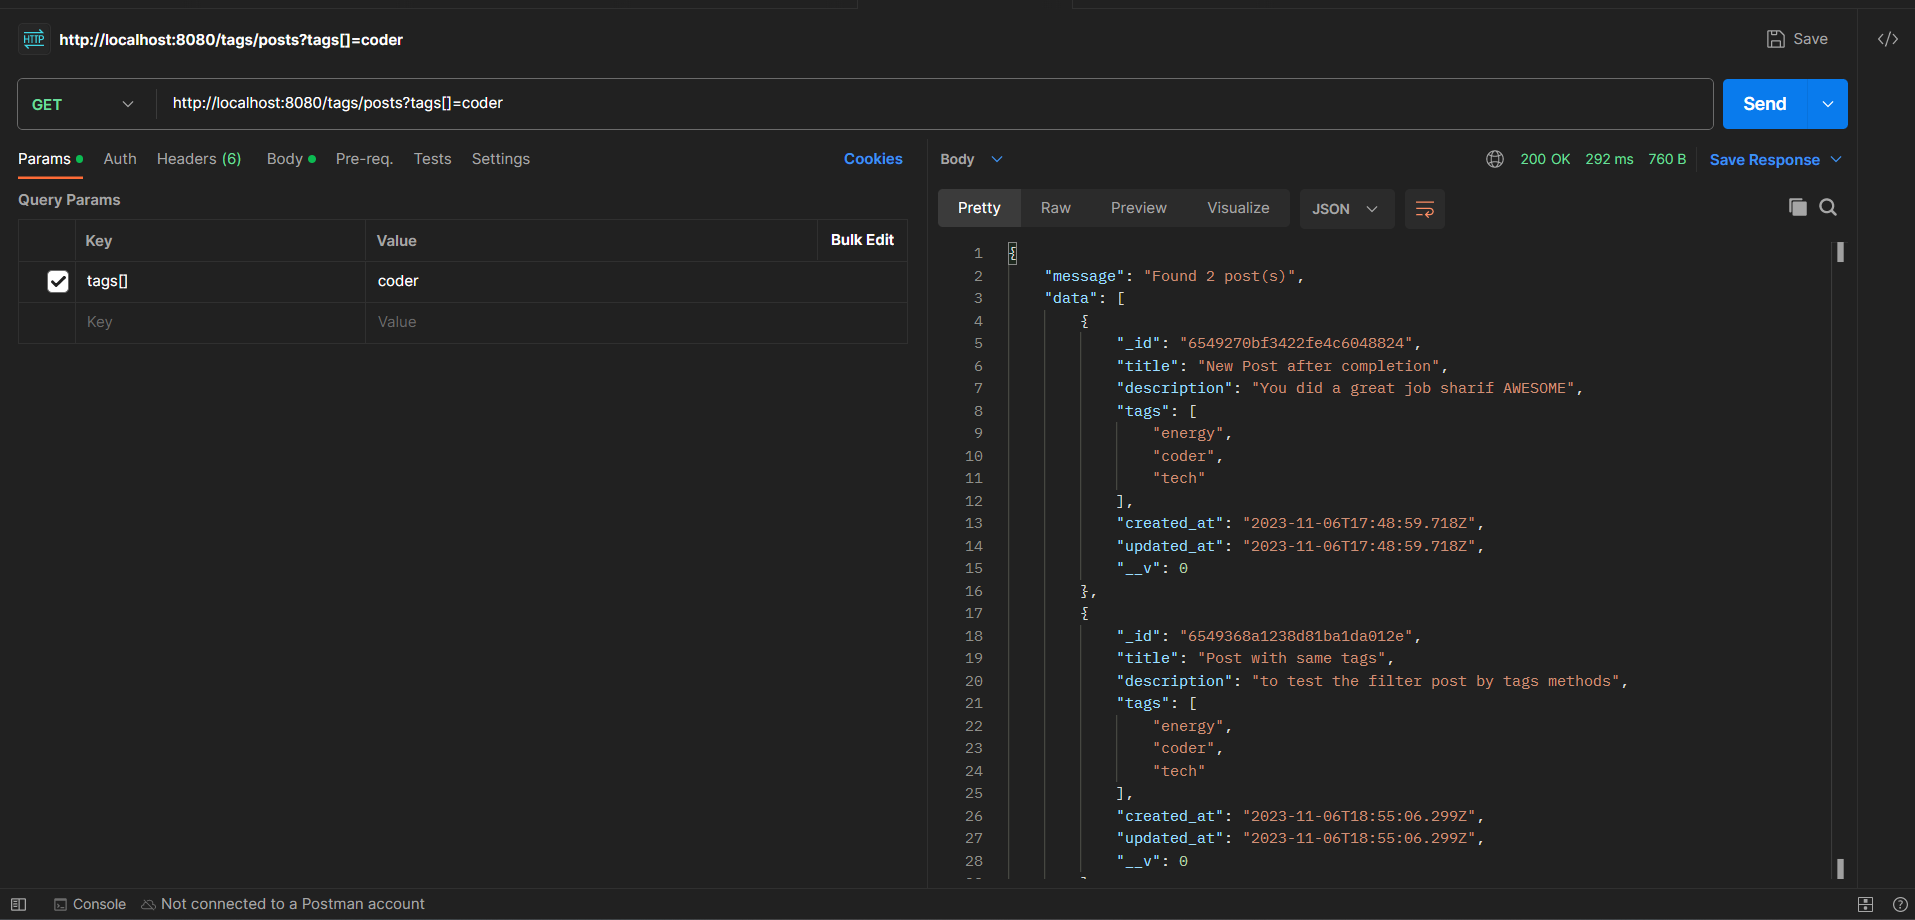 HTTP http://localhost:8080/tags/posts?tags[]=coder
Save
</>
GET http://localhost:8080/tags/posts?tags[]=coder
Send
Params Auth Headers (6) Body Pre-req. Tests Settings Cookies
Query Params
Key Value Bulk Edit
tags[] coder
Key Value
Body 200 OK 292 ms 760 B Save Response
Pretty Raw Preview Visualize JSON
1 {
2 "message": "Found 2 post(s)",
3 "data": [
4 {
5 "_id": "6549270bf3422fe4c6048824",
6 "title": "New Post after completion",
7 "description": "You did a great job sharif AWESOME",
8 "tags": [
9 "energy",
10 "coder",
11 "tech"
12 ],
13 "created_at": "2023-11-06T17:48:59.718Z",
14 "updated_at": "2023-11-06T17:48:59.718Z",
15 "__v": 0
16 },
17 {
18 "_id": "6549368a1238d81ba1da012e",
19 "title": "Post with same tags",
20 "description": "to test the filter post by tags methods",
21 "tags": [
22 "energy",
23 "coder",
24 "tech"
25 ],
26 "created_at": "2023-11-06T18:55:06.299Z",
27 "updated_at": "2023-11-06T18:55:06.299Z",
28 "__v": 0
Console Not connected to a Postman account